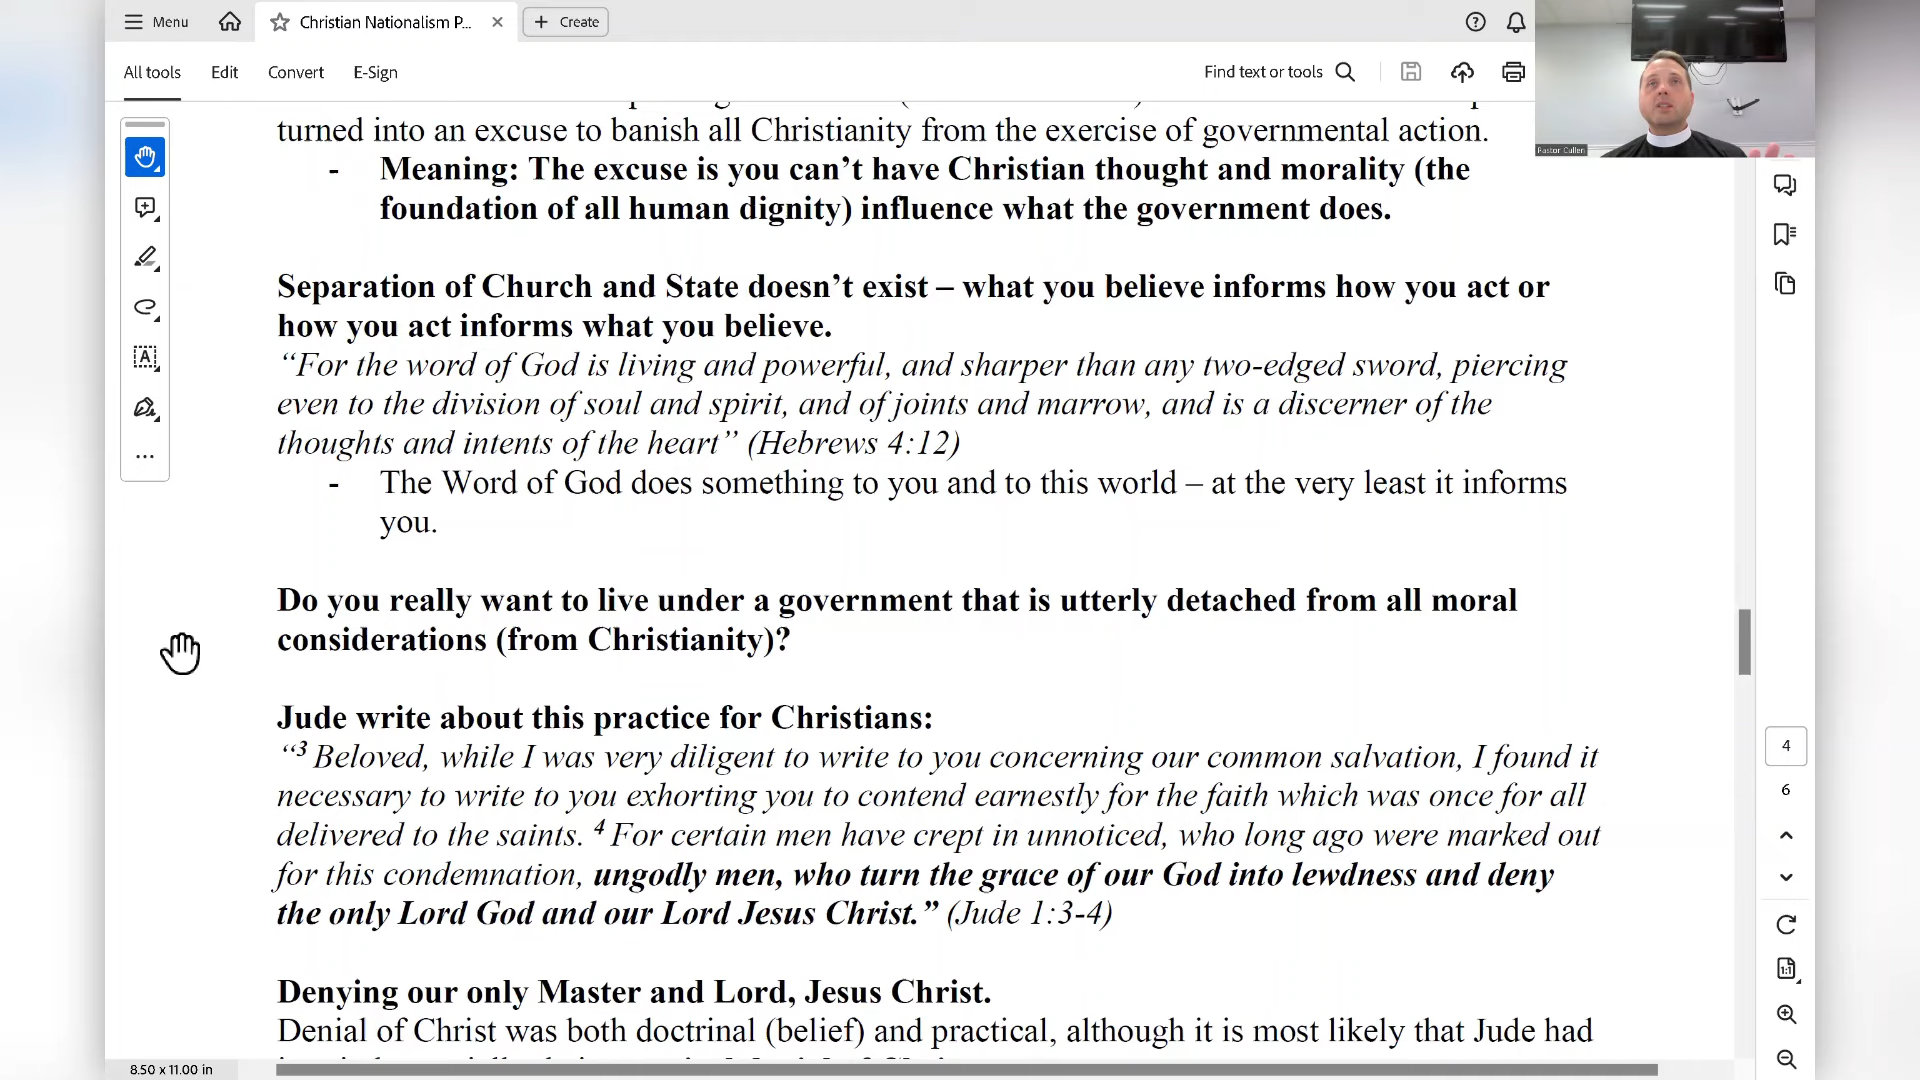 Menu
Christian Nationalism P...
Create
All tools
Edit
Convert
E-Sign
Find text or tools
Pastor Cullen
turned into an excuse to banish all Christianity from the exercise of governmental action.
- Meaning: The excuse is you can’t have Christian thought and morality (the
foundation of all human dignity) influence what the government does.
Separation of Church and State doesn’t exist – what you believe informs how you act or
how you act informs what you believe.
“For the word of God is living and powerful, and sharper than any two-edged sword, piercing
even to the division of soul and spirit, and of joints and marrow, and is a discerner of the
thoughts and intents of the heart” (Hebrews 4:12)
- The Word of God does something to you and to this world – at the very least it informs
you.
Do you really want to live under a government that is utterly detached from all moral
considerations (from Christianity)?
Jude write about this practice for Christians:
“3 Beloved, while I was very diligent to write to you concerning our common salvation, I found it
necessary to write to you exhorting you to contend earnestly for the faith which was once for all
delivered to the saints. 4 For certain men have crept in unnoticed, who long ago were marked out
for this condemnation, ungodly men, who turn the grace of our God into lewdness and deny
the only Lord God and our Lord Jesus Christ.” (Jude 1:3-4)
Denying our only Master and Lord, Jesus Christ.
Denial of Christ was both doctrinal (belief) and practical, although it is most likely that Jude had
4
6
8.50 x 11.00 in